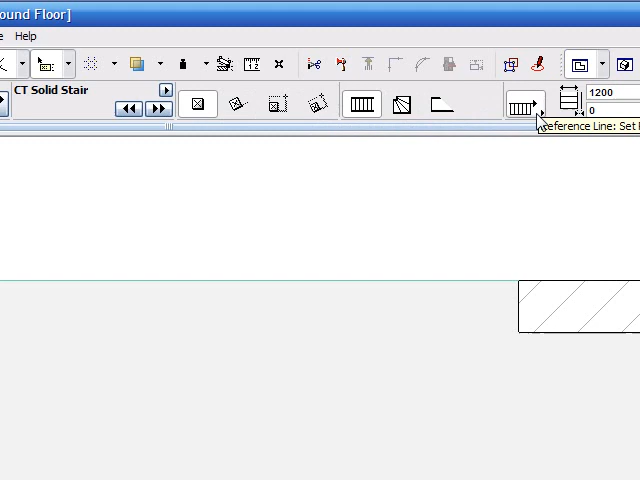 ound Floor]
e Help
CT Solid Stair
1200
0
eference Line: Set